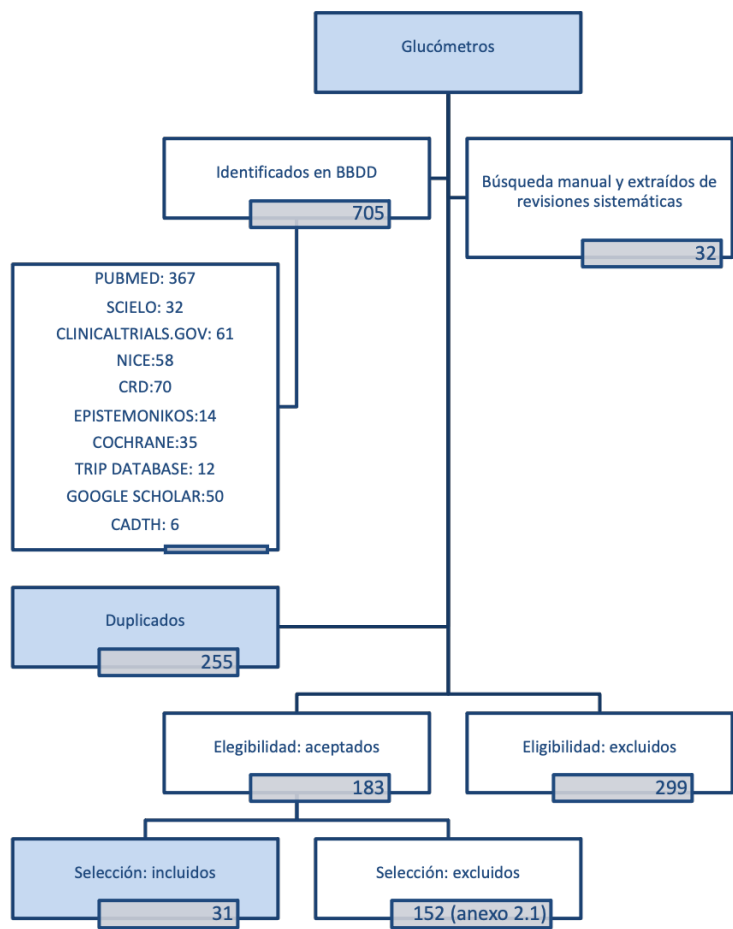 Glucómetros
Identificados en BBDD
705
Búsqueda manual y extraídos de
revisiones sistemáticas
32
PUBMED: 367
SCIELO: 32
CLINICALTRIALS.GOV: 61
NICE:58
CRD:70
EPISTEMONIKOS:14
COCHRANE:35
TRIP DATABASE: 12
GOOGLE SCHOLAR:50
CADTH: 6
Duplicados
255
Elegibilidad: aceptados
183
Eligibilidad: excluidos
299
Selección: incluidos
31
Selección: excluidos
152 (anexo 2.1)